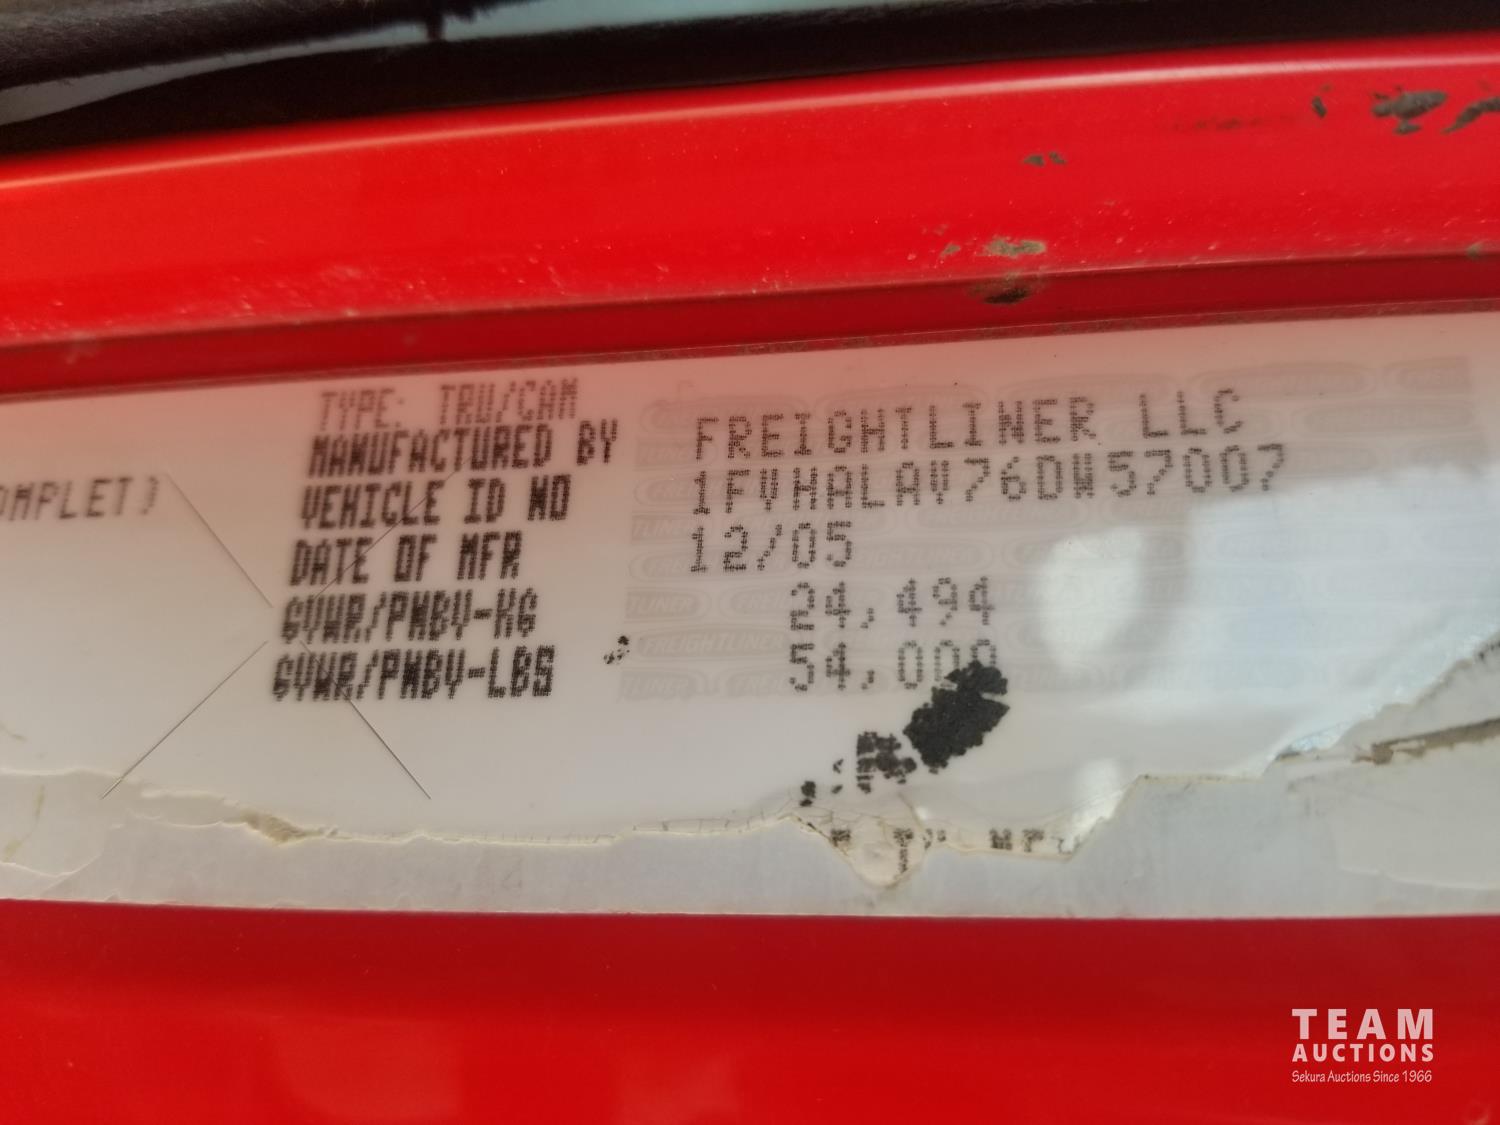 TYPE: TRU/CAM
MANUFACTURED BY FREIGHTLINER LLC
OMPLET)
VEHICLE ID NO 1FVHALAV76DW57007
DATE OF MFR 12/05
GVWR/PNBV-KG 24,494
GVWR/PNBV-LBS 54,000
TEAM
AUCTIONS
Sekura Auctions Since 1966